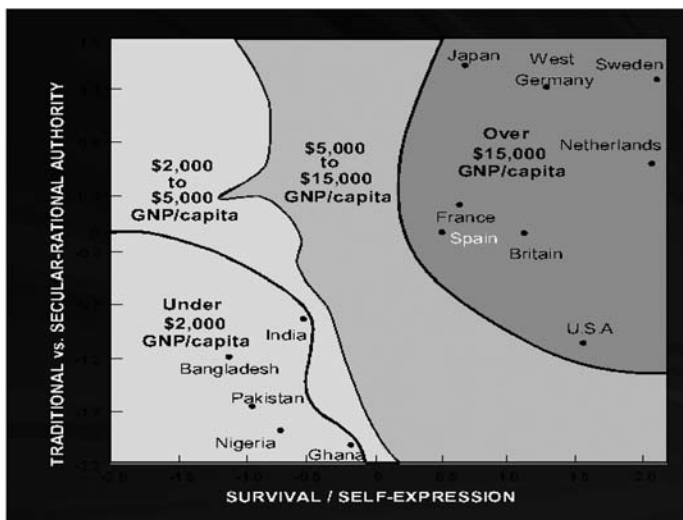 TRADITIONAL vs. SECULAR-RATIONAL AUTHORITY
Japan
West
Germany
Sweden
Over
$15,000
GNP/capita
Netherlands
$5,000
to
$15,000
GNP/capita
$2,000
to
$5,000
GNP/capita
France
Spain
Britain
Under
$2,000
GNP/capita
India
U.S.A
Bangladesh
Pakistan
Nigeria
Ghana
0
SURVIVAL / SELF-EXPRESSION